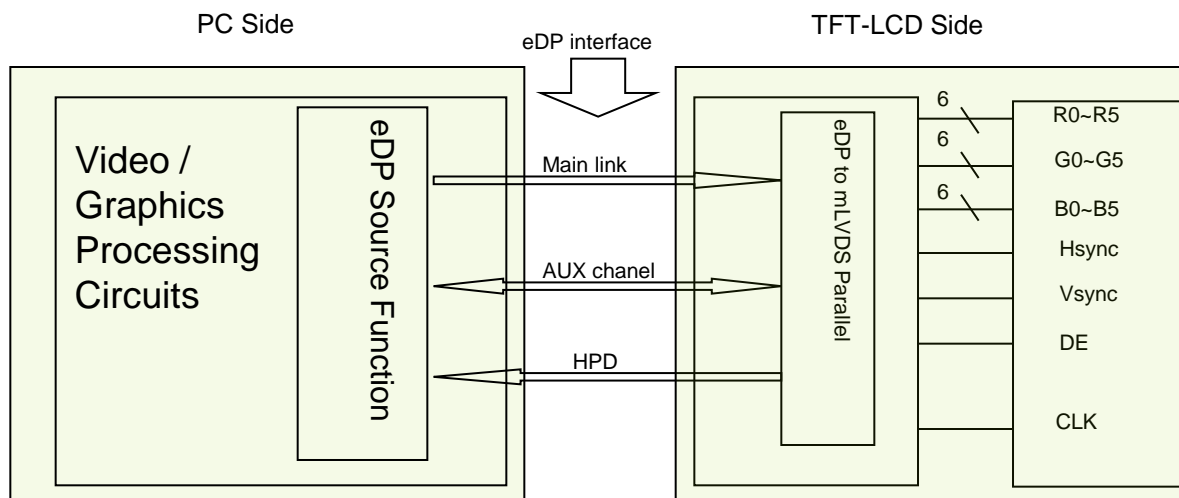 PC Side
eDP interface
TFT-LCD Side
Video /
Graphics
Processing
Circuits
eDP Source Function
Main link
AUX chanel
HPD
eDP to mLVDS Parallel
6
R0~R5
6
G0~G5
6
B0~B5
Hsync
Vsync
DE
CLK